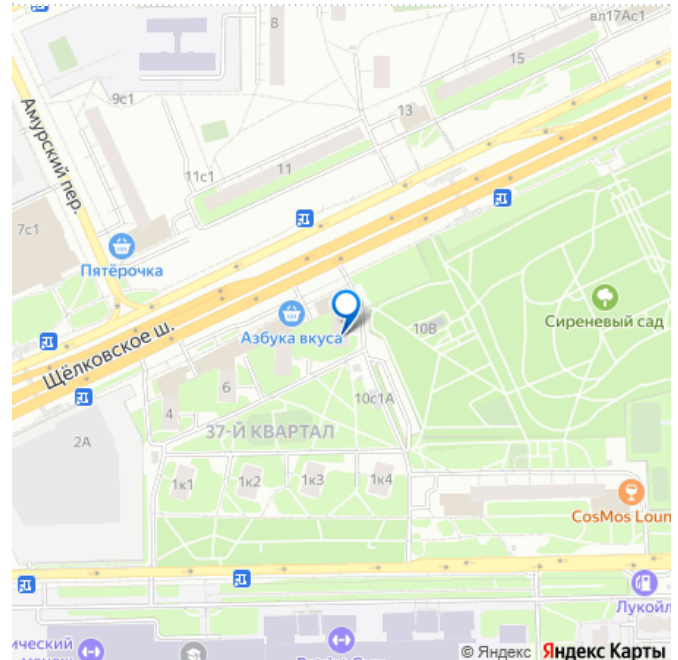 8
вл17Ас1
15
9с1
13
Амурский пер.
11с1
11
7с1
Пятёрочка
Азбука вкуса
10В
Сиреневый сад
Щёлковское ш.
6
4
10с1А
37-Й КВАРТАЛ
2А
1к1
1к2
1к3
1к4
CosMos Loun
Лукойл
ический
© Яндекс
Яндекс Карты